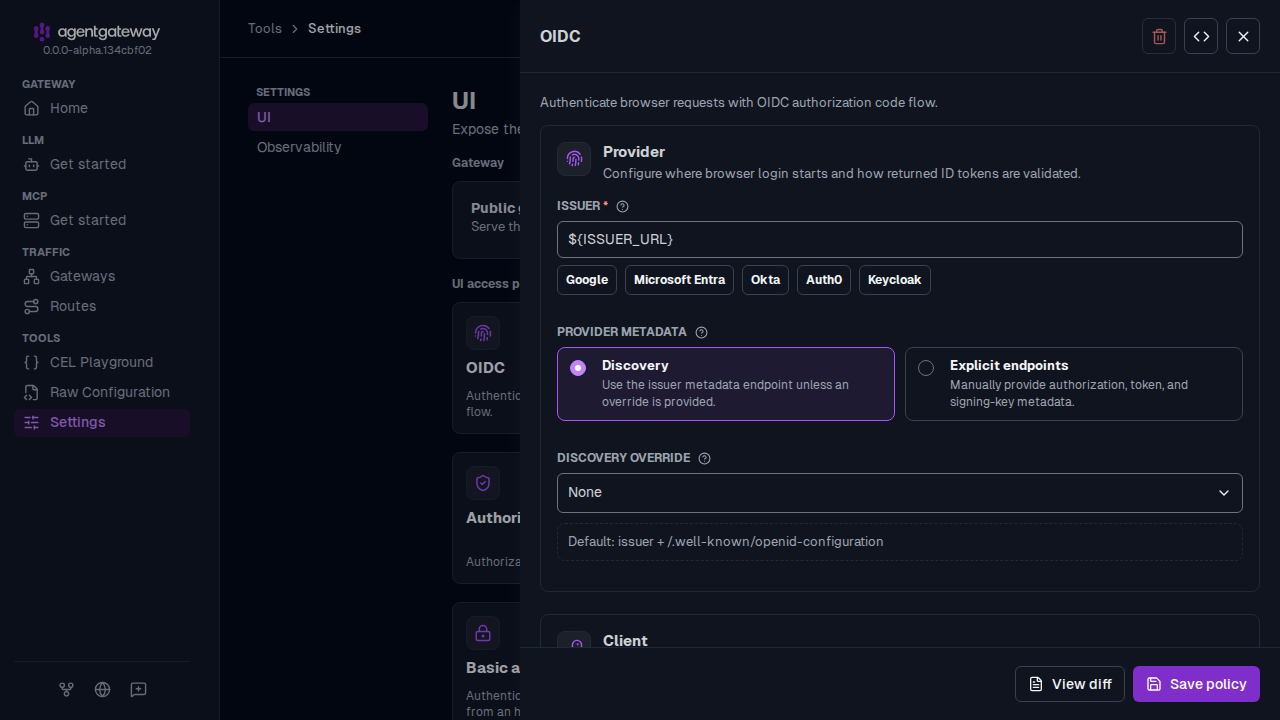 agentgateway
0.0.0-alpha.134cbf02
GATEWAY
Home
LLM
Get started
MCP
Get started
TRAFFIC
Gateways
Routes
TOOLS
CEL Playground
Raw Configuration
Settings
Tools > Settings
SETTINGS
UI
Observability
UI
Expose the
Gateway
Public
Serve th
UI access p
OIDC
Authentic
flow.
Authori
Authoriza
Basic a
Authentic
from an h
OIDC
Authenticate browser requests with OIDC authorization code flow.
Provider
Configure where browser login starts and how returned ID tokens are validated.
ISSUER *
${ISSUER_URL}
Google
Microsoft Entra
Okta
Auth0
Keycloak
PROVIDER METADATA
Discovery
Use the issuer metadata endpoint unless an
override is provided.
Explicit endpoints
Manually provide authorization, token, and
signing-key metadata.
DISCOVERY OVERRIDE
None
Default: issuer + /.well-known/openid-configuration
Client
View diff
Save policy